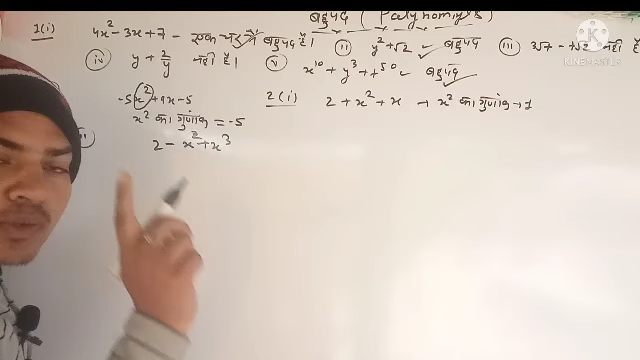 बहुपद (Polynomials)
1(i) 4x² - 3x + 7 - एक चर में बहुपद है। (ii) y² + √2 ✓ बहुपद (iii) 3√7 - t√2 नहीं है
(iv) y + 2/y नहीं है। (v) x¹⁰ + y³ + t⁵⁰ ✓ बहुपद ✓
-5x² + 9x - 5
x² का गुणांक = -5
2(i) 2 + x² + x → x² का गुणांक → 1
2 - x² + x³
KINEMASTER